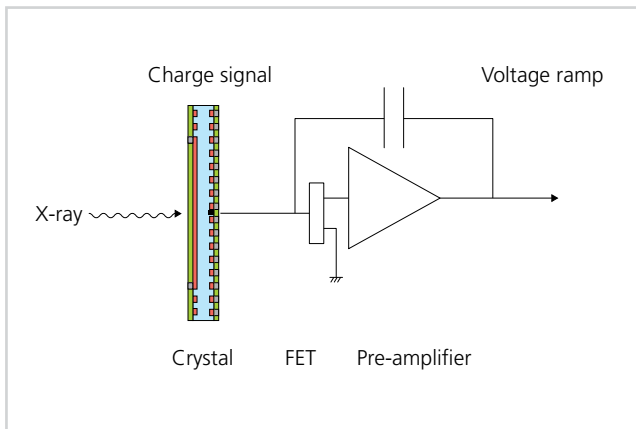 Charge signal
Voltage ramp
X-ray
Crystal
FET
Pre-amplifier